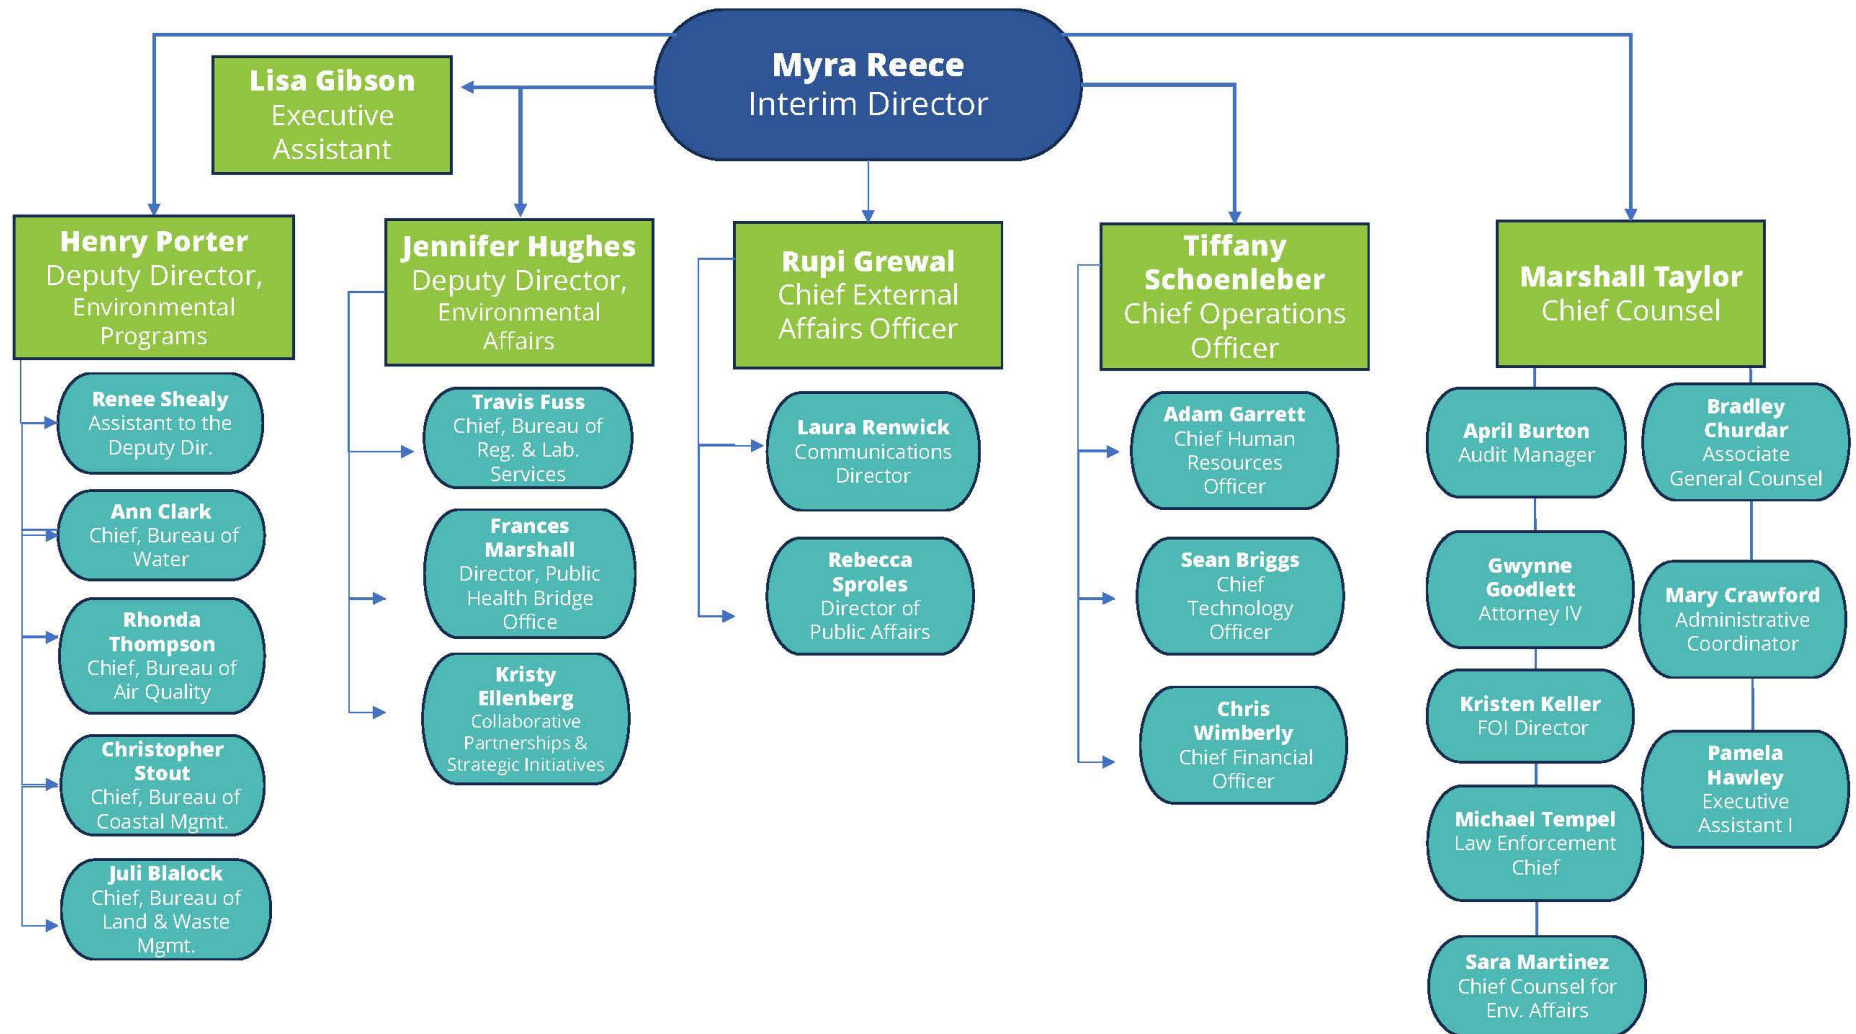 Myra Reece
Interim Director
Lisa Gibson
Executive
Assistant
Henry Porter
Deputy Director,
Environmental
Programs
Renee Shealy
Assistant to the
Deputy Dir.
Ann Clark
Chief, Bureau of
Water
Rhonda
Thompson
Chief, Bureau of
Air Quality
Christopher
Stout
Chief, Bureau of
Coastal Mgmt.
Juli Blalock
Chief, Bureau of
Land & Waste
Mgmt.
Jennifer Hughes
Deputy Director,
Environmental
Affairs
Travis Fuss
Chief, Bureau of
Reg. & Lab.
Services
Frances
Marshall
Director, Public
Health Bridge
Office
Kristy
Ellenberg
Collaborative
Partnerships &
Strategic Initiatives
Rupi Grewal
Chief External
Affairs Officer
Laura Renwick
Communications
Director
Rebecca
Sproles
Director of
Public Affairs
Tiffany
Schoenleber
Chief Operations
Officer
Adam Garrett
Chief Human
Resources
Officer
Sean Briggs
Chief
Technology
Officer
Chris
Wimberly
Chief Financial
Officer
Marshall Taylor
Chief Counsel
April Burton
Audit Manager
Gwynne
Goodlett
Attorney IV
Kristen Keller
FOI Director
Michael Tempel
Law Enforcement
Chief
Sara Martinez
Chief Counsel for
Env. Affairs
Bradley
Churdar
Associate
General Counsel
Mary Crawford
Administrative
Coordinator
Pamela
Hawley
Executive
Assistant I